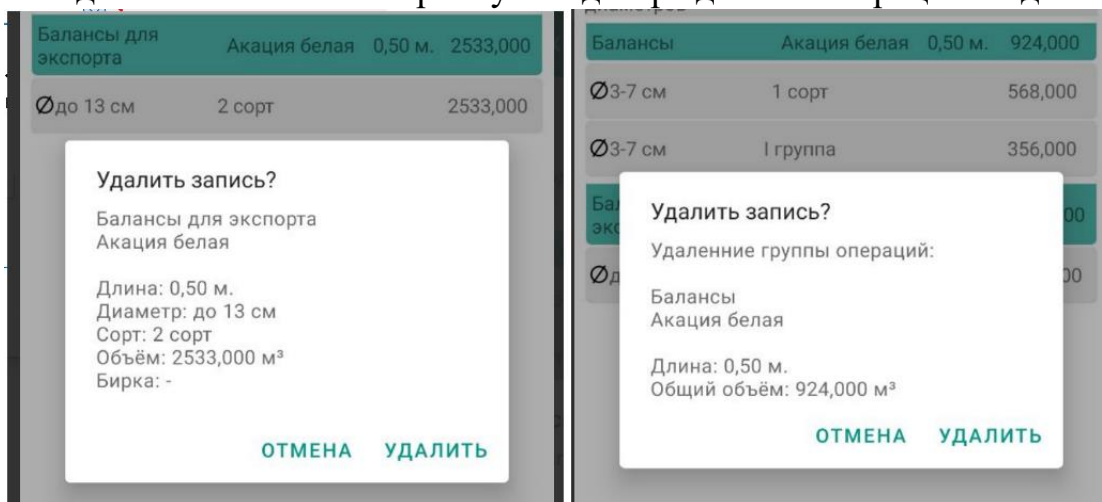 Балансы для экспорта Акация белая 0,50 м. 2533,000
Øдо 13 см 2 сорт 2533,000
Удалить запись?
Балансы для экспорта
Акация белая
Длина: 0,50 м.
Диаметр: до 13 см
Сорт: 2 сорт
Объём: 2533,000 м³
Бирка: -
ОТМЕНА УДАЛИТЬ
Балансы Акация белая 0,50 м. 924,000
Ø3-7 см 1 сорт 568,000
Ø3-7 см I группа 356,000
Удалить запись?
Удаленние группы операций:
Балансы
Акация белая
Длина: 0,50 м.
Общий объём: 924,000 м³
ОТМЕНА УДАЛИТЬ